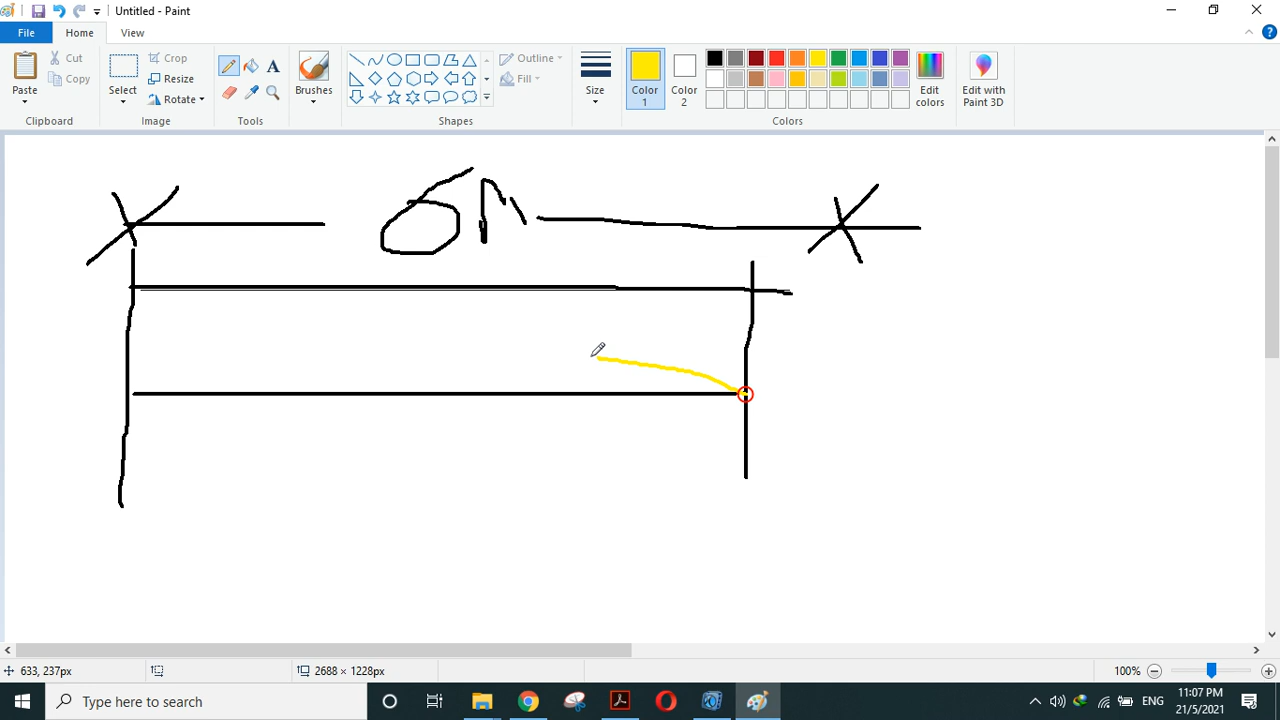 Untitled - Paint
File Home View
Paste Select Cut Copy Crop Resize Rotate Brushes Outline Fill Size Color 1 Color 2 Edit colors Edit with Paint 3D
Clipboard Image Tools Shapes Colors
6M
633, 237px 2688 × 1228px 100%
Type here to search ENG 11:07 PM 21/5/2021